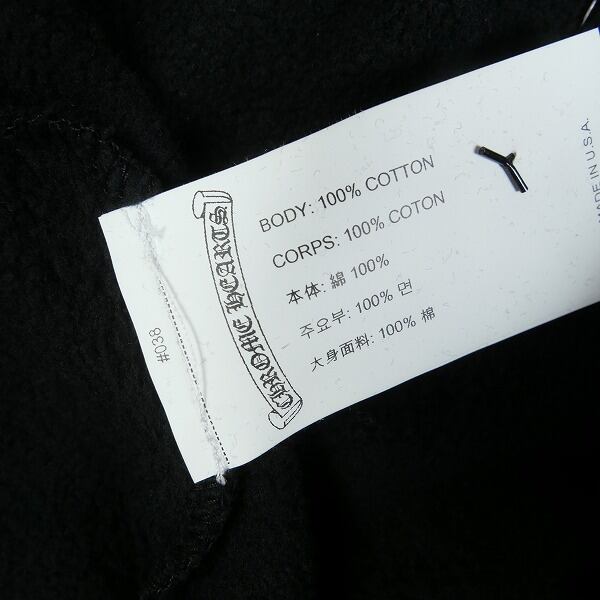 #038
CHROME HEARTS
BODY: 100% COTTON
CORPS: 100% COTON
本体: 綿 100%
주요부: 100% 면
大身面料: 100% 棉
MADE IN U.S.A.